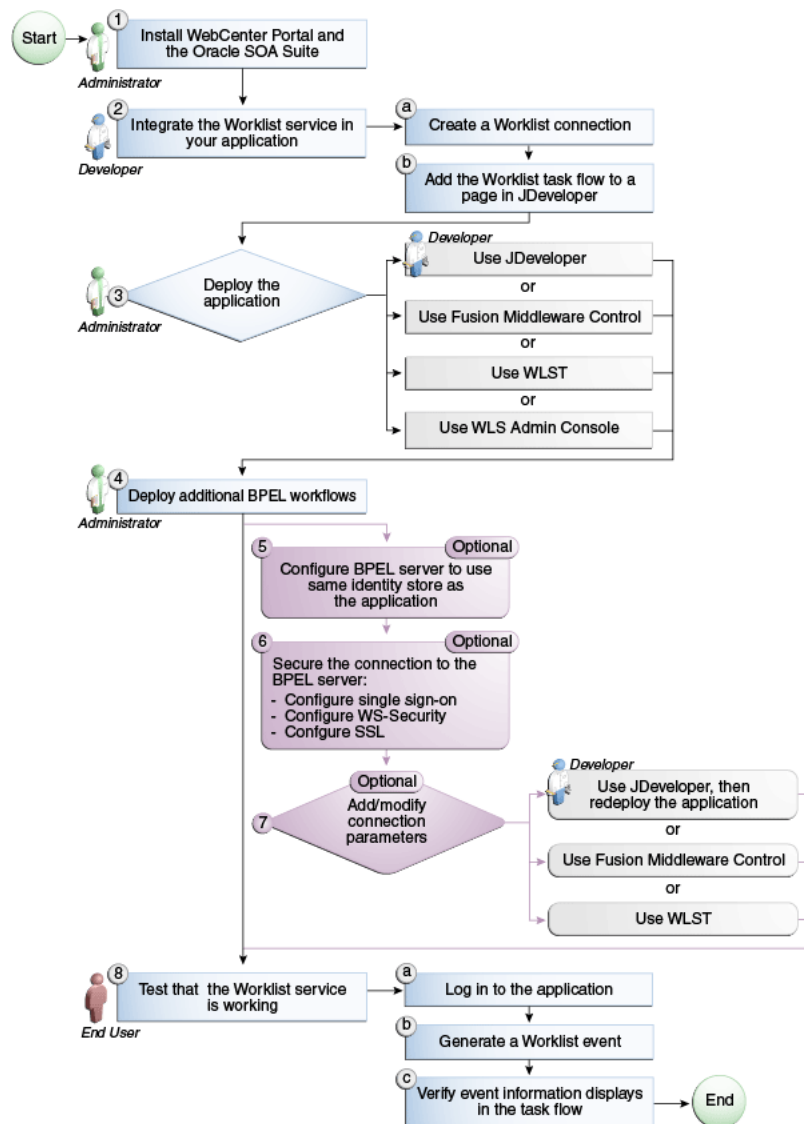 Start
1
Install WebCenter Portal and
the Oracle SOA Suite
Administrator
2
Integrate the Worklist service in
your application
Developer
a
Create a Worklist connection
b
Add the Worklist task flow to a
page in JDeveloper
3
Deploy the
application
Administrator
Developer
Use JDeveloper
or
Use Fusion Middleware Control
or
Use WLST
or
Use WLS Admin Console
4
Deploy additional BPEL workflows
Administrator
5
Optional
Configure BPEL server to use
same identity store as
the application
6
Optional
Secure the connection to the
BPEL server:
- Configure single sign-on
- Configure WS-Security
- Confgure SSL
7
Optional
Add/modify
connection
parameters
Developer
Use JDeveloper, then
redeploy the application
or
Use Fusion Middleware Control
or
Use WLST
8
Test that the Worklist service
is working
End User
a
Log in to the application
b
Generate a Worklist event
c
Verify event information displays
in the task flow
End